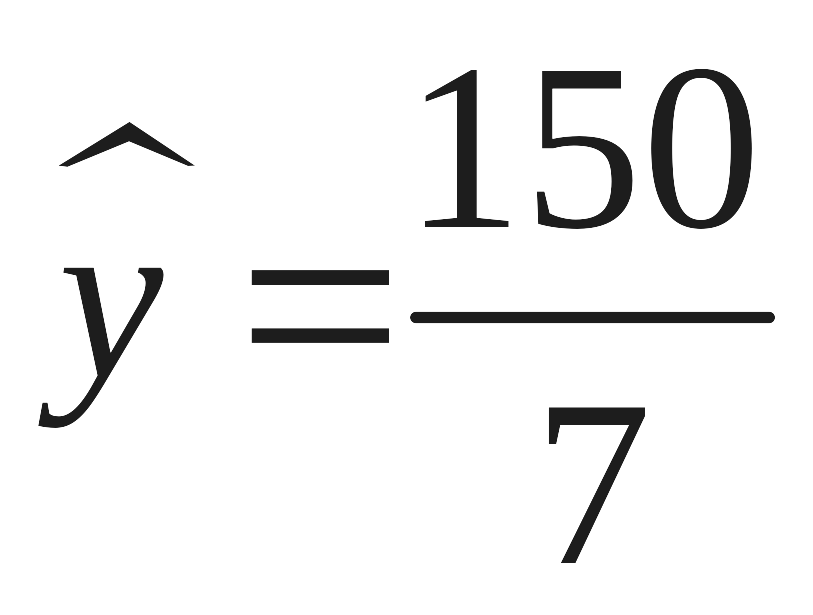 ŷ = 150/7